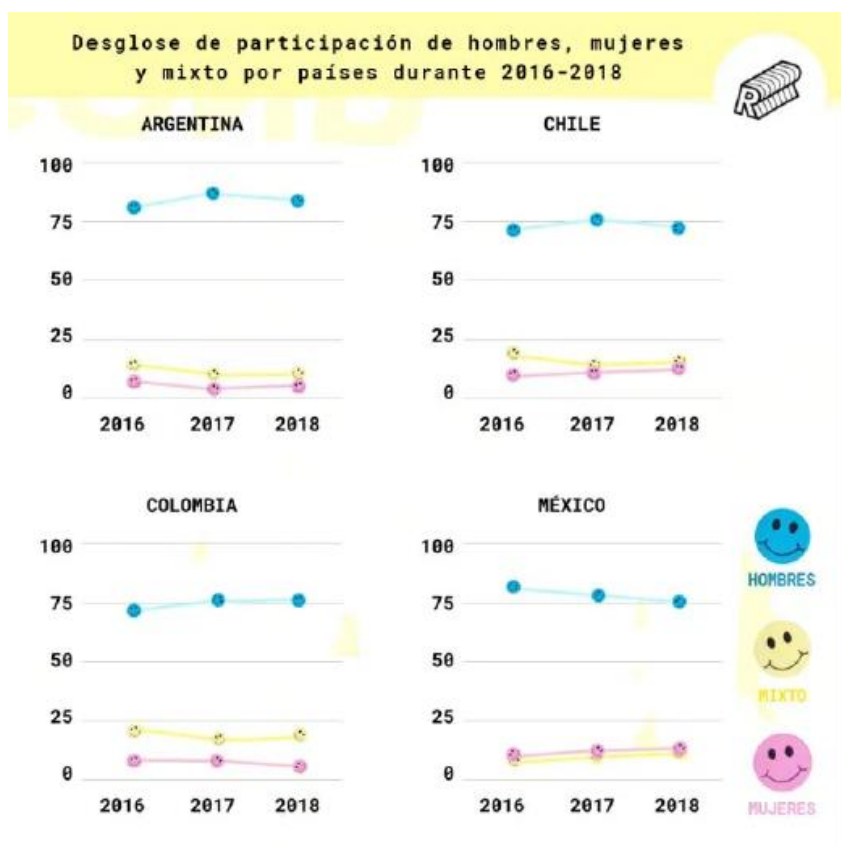 Desglose de participación de hombres, mujeres
y mixto por países durante 2016-2018
R
ARGENTINA
100
75
50
25
0
2016 2017 2018
CHILE
100
75
50
25
0
2016 2017 2018
COLOMBIA
100
75
50
25
0
2016 2017 2018
MÉXICO
100
75
50
25
0
2016 2017 2018
HOMBRES
MIXTO
MUJERES